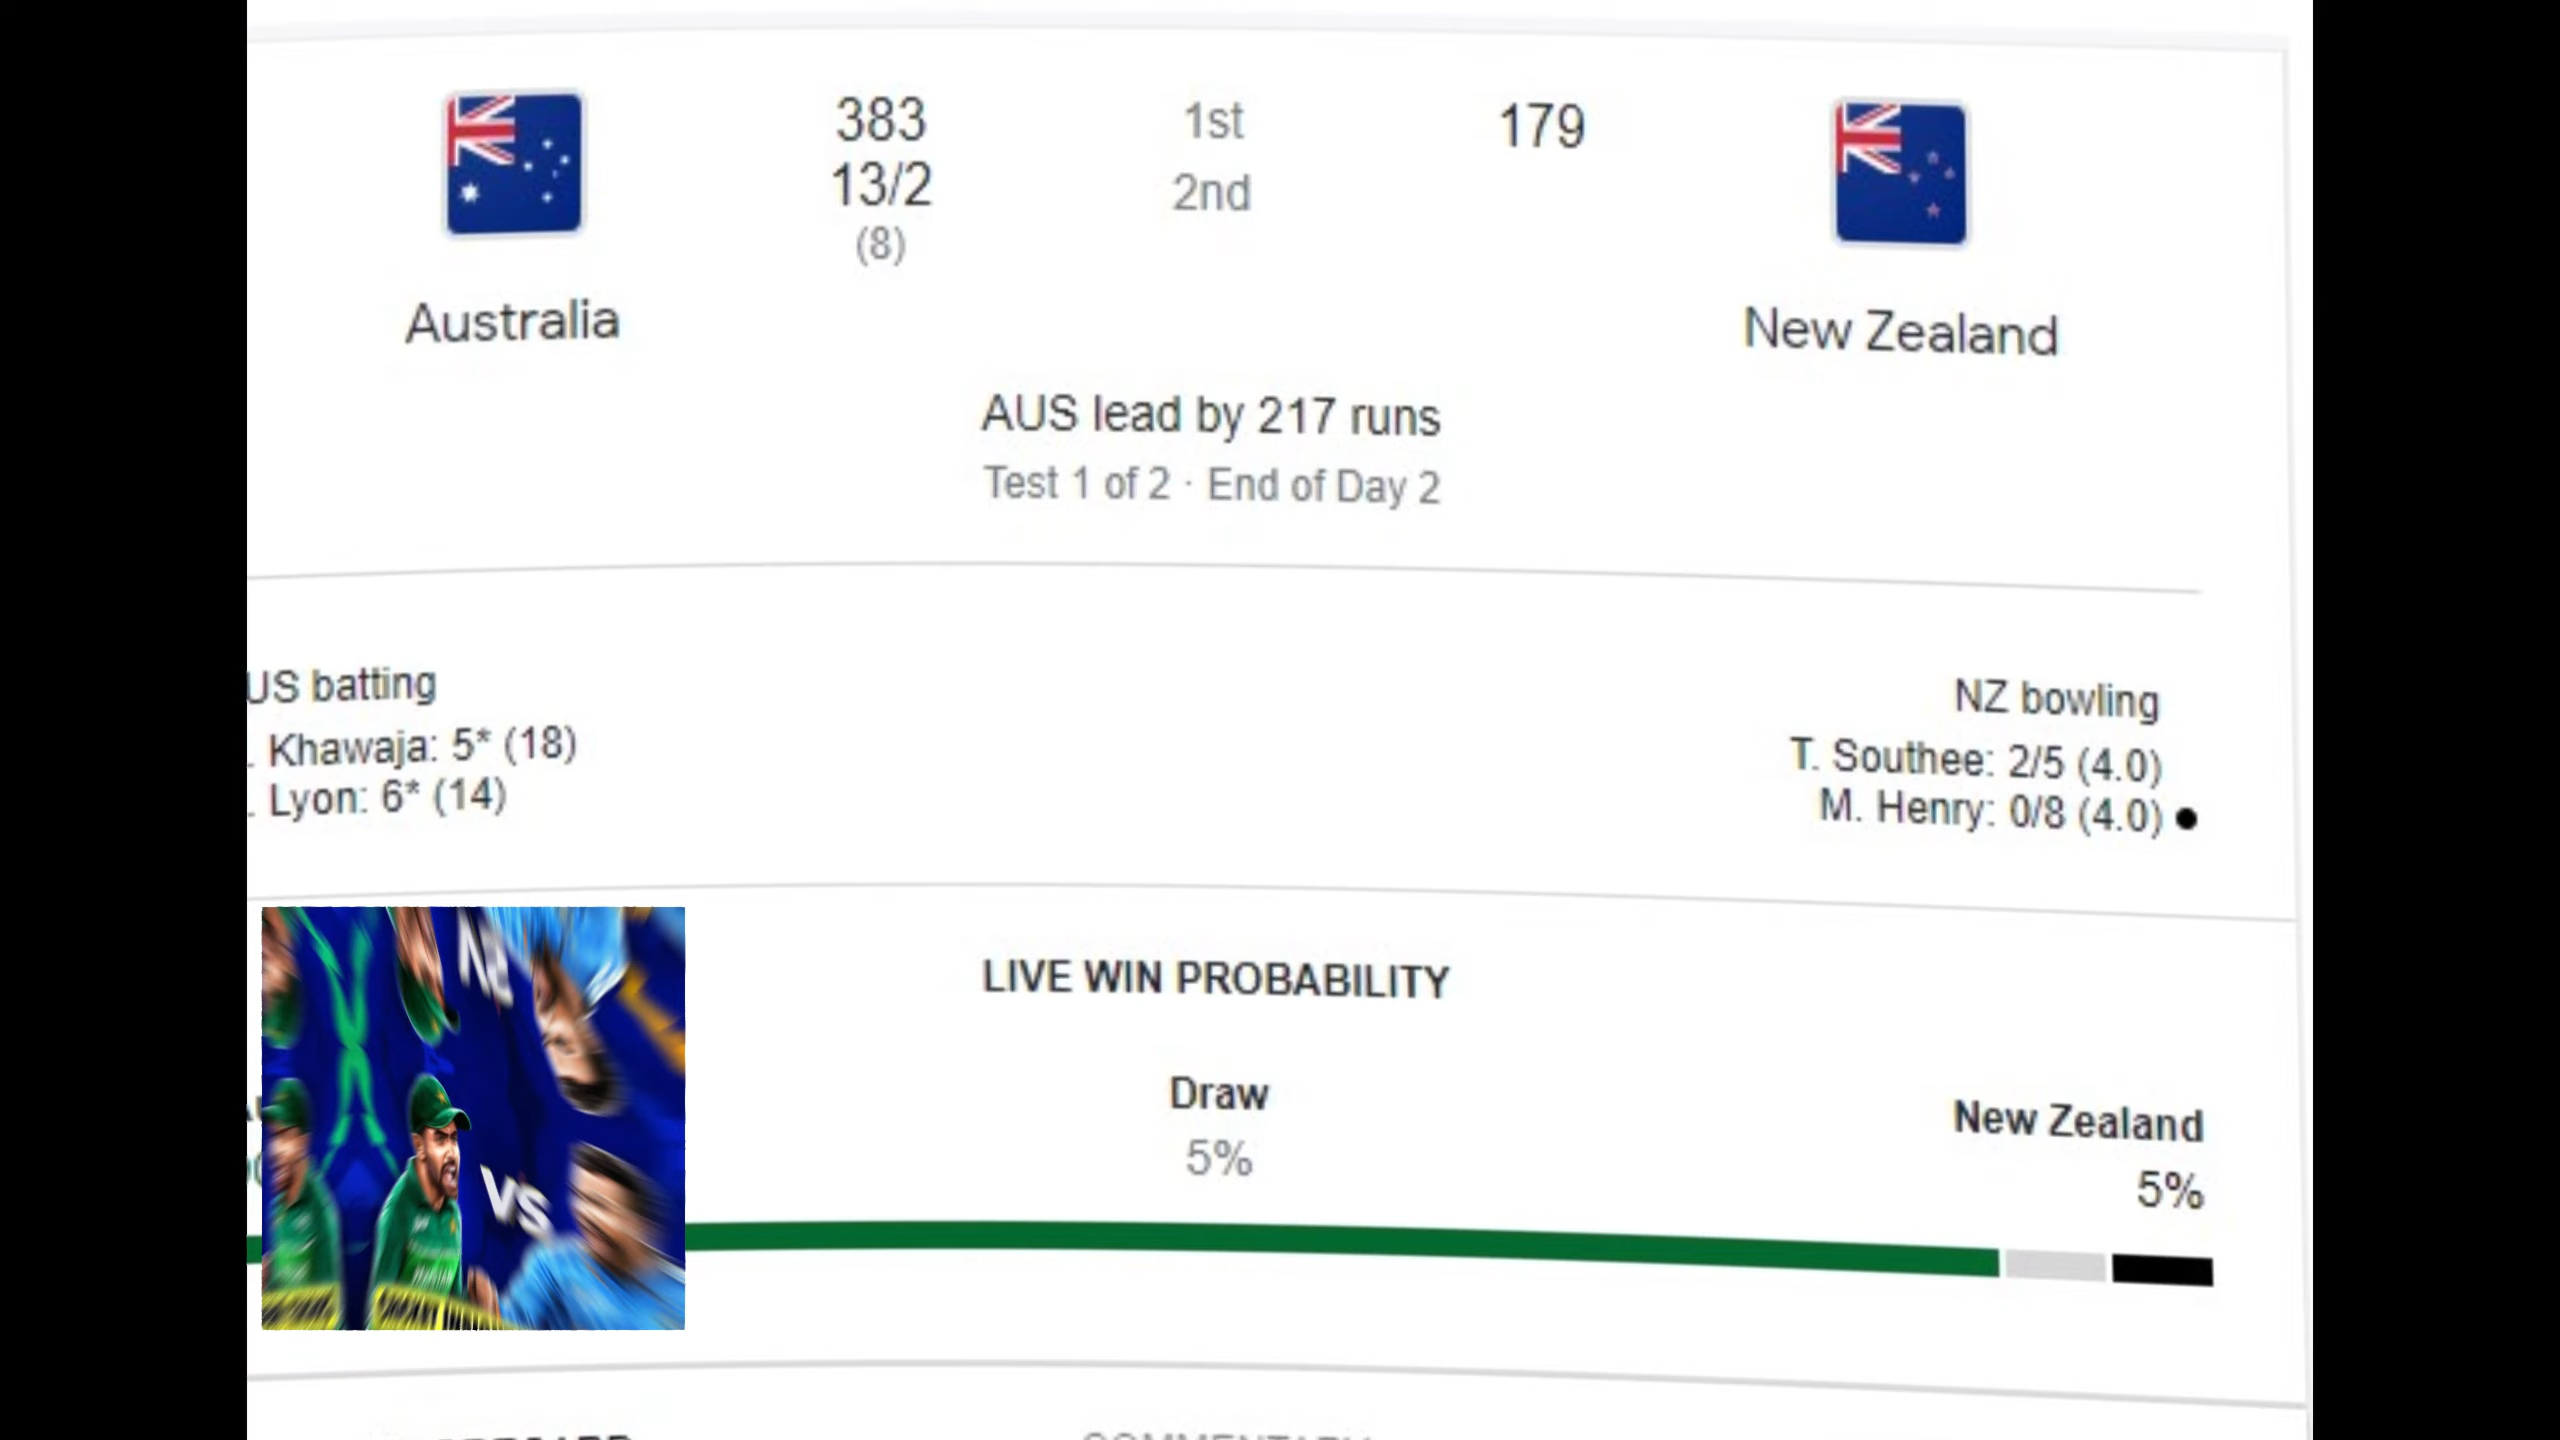 383 1st 179
13/2 2nd
(8)
Australia New Zealand
AUS lead by 217 runs
Test 1 of 2 · End of Day 2
US batting NZ bowling
. Khawaja: 5* (18) T. Southee: 2/5 (4.0)
. Lyon: 6* (14) M. Henry: 0/8 (4.0)
LIVE WIN PROBABILITY
Draw New Zealand
5% 5%
VS
COMMENTARY